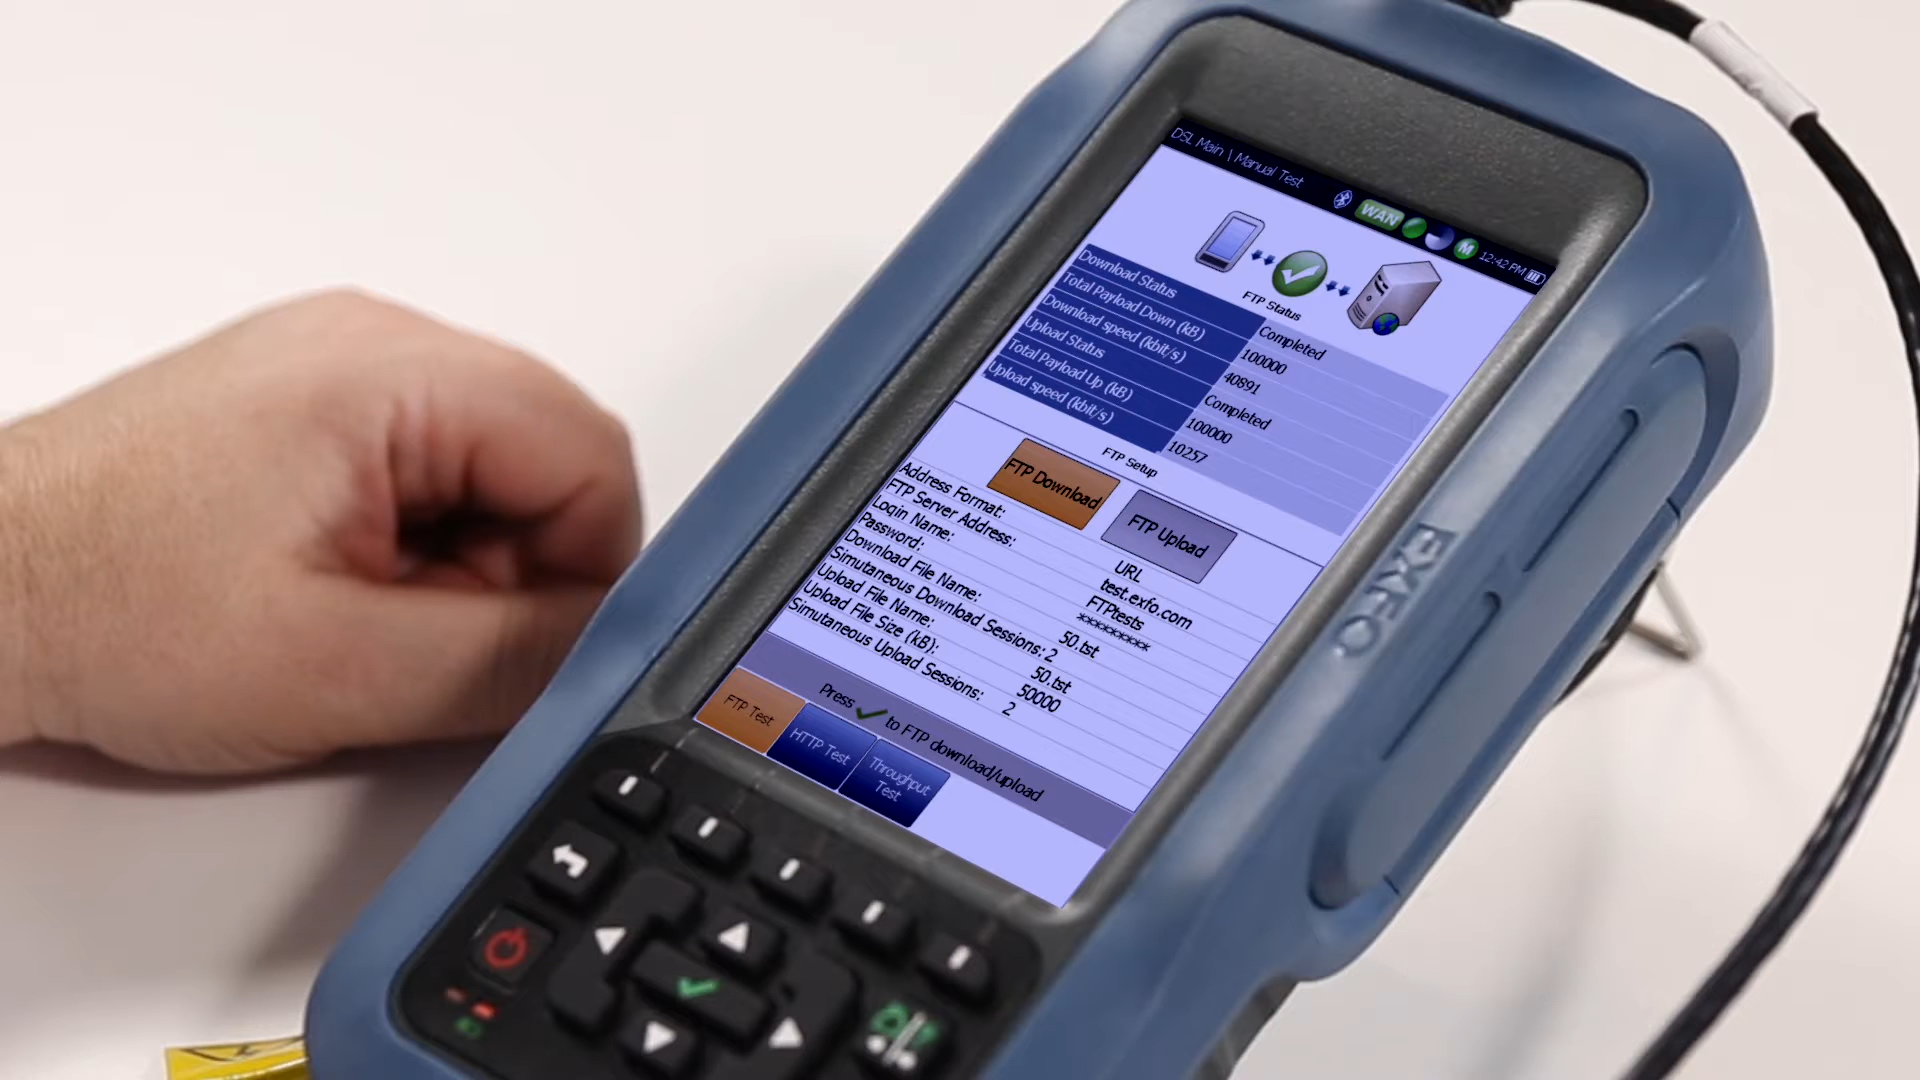 DSL Main \ Manual Test
WAN
M
12:42 PM
FTP Status
Download Status Completed
Total Payload Down (kB) 100000
Download speed (kbit/s) 40891
Upload Status Completed
Total Payload Up (kB) 100000
Upload speed (kbit/s) 10257
FTP Setup
FTP Download
FTP Upload
Address Format: URL
FTP Server Address: test.exfo.com
Login Name: FTPtests
Password: *********
Download File Name: 50.tst
Simutaneous Download Sessions: 2
Upload File Name: 50.tst
Upload File Size (kB): 50000
Simutaneous Upload Sessions: 2
Press to FTP download/upload
FTP Test
HTTP Test
Throughput
Test
EXFO